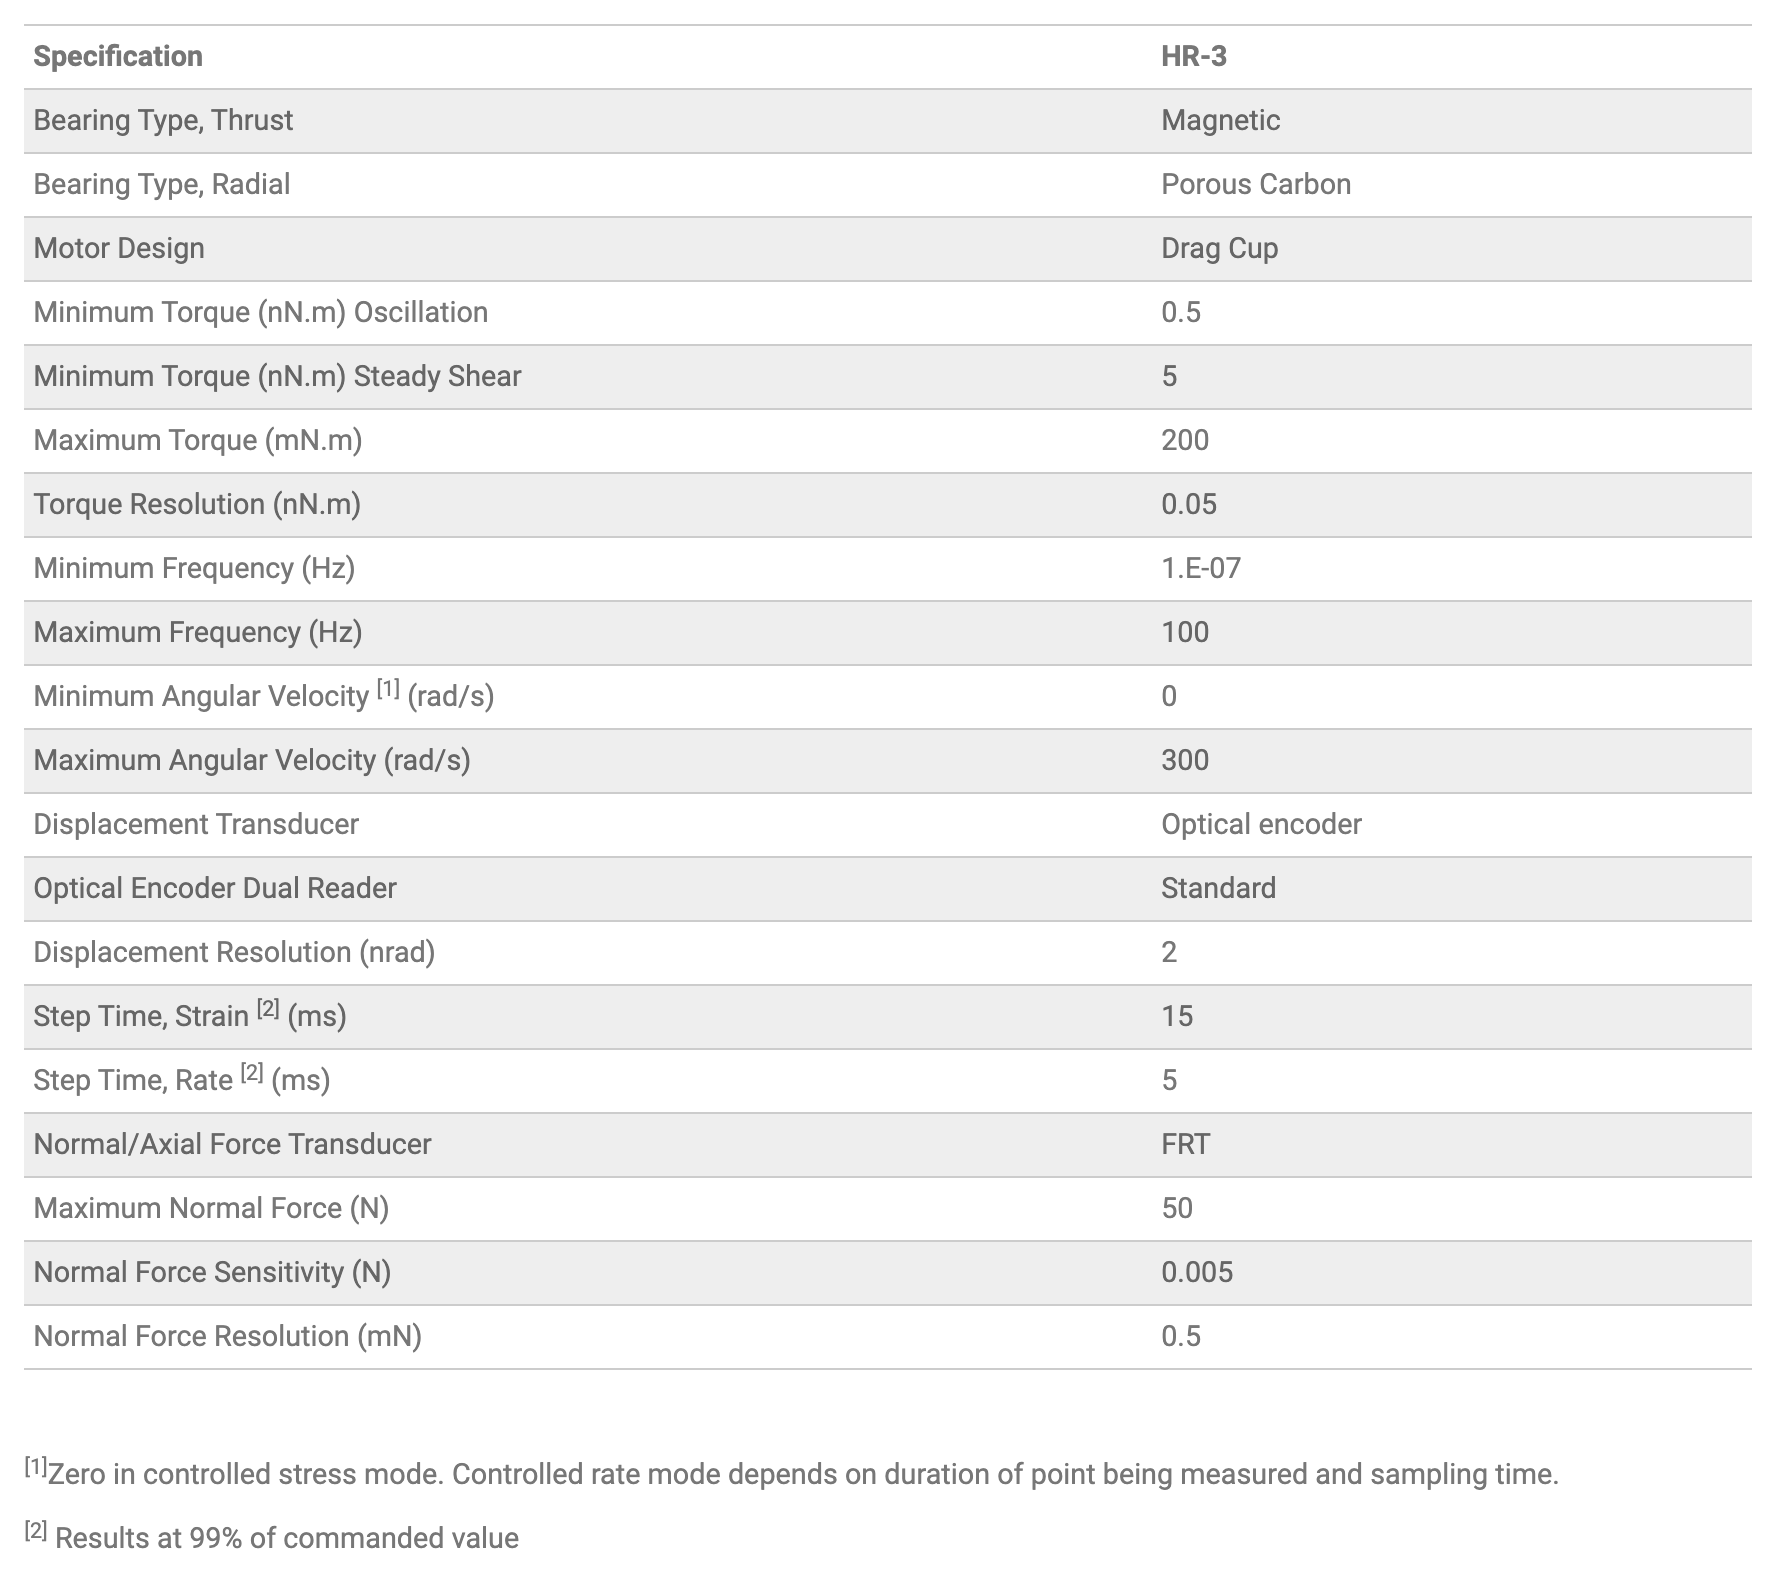 Specification HR-3
Bearing Type, Thrust Magnetic
Bearing Type, Radial Porous Carbon
Motor Design Drag Cup
Minimum Torque (nN.m) Oscillation 0.5
Minimum Torque (nN.m) Steady Shear 5
Maximum Torque (mN.m) 200
Torque Resolution (nN.m) 0.05
Minimum Frequency (Hz) 1.E-07
Maximum Frequency (Hz) 100
Minimum Angular Velocity [1] (rad/s) 0
Maximum Angular Velocity (rad/s) 300
Displacement Transducer Optical encoder
Optical Encoder Dual Reader Standard
Displacement Resolution (nrad) 2
Step Time, Strain [2] (ms) 15
Step Time, Rate [2] (ms) 5
Normal/Axial Force Transducer FRT
Maximum Normal Force (N) 50
Normal Force Sensitivity (N) 0.005
Normal Force Resolution (mN) 0.5
[1]Zero in controlled stress mode. Controlled rate mode depends on duration of point being measured and sampling time.
[2] Results at 99% of commanded value